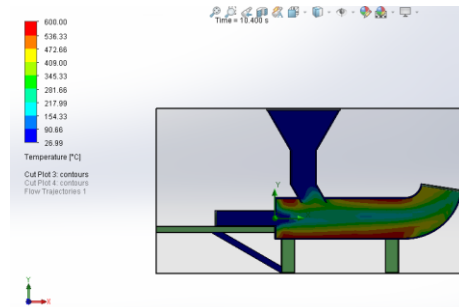 Time = 10.400 s
600.00
536.33
472.66
409.00
345.33
281.66
217.99
154.33
90.66
26.99
Temperature [°C]
Cut Plot 3: contours
Cut Plot 4: contours
Flow Trajectories 1
Y
Y
X